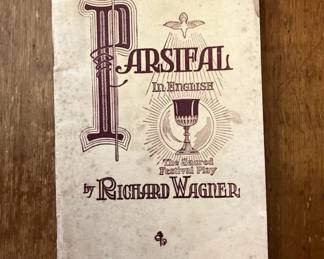 PARSIFAL
IN ENGLISH
The Sacred
Festival Play
by RICHARD WAGNER